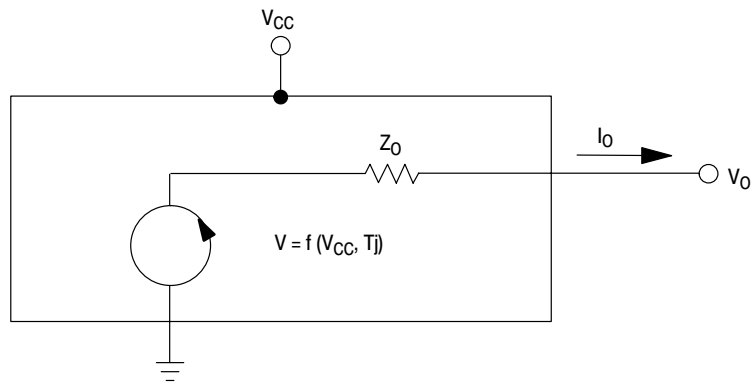 VCC
ZO
IO
VO
V = f (VCC, Tj)